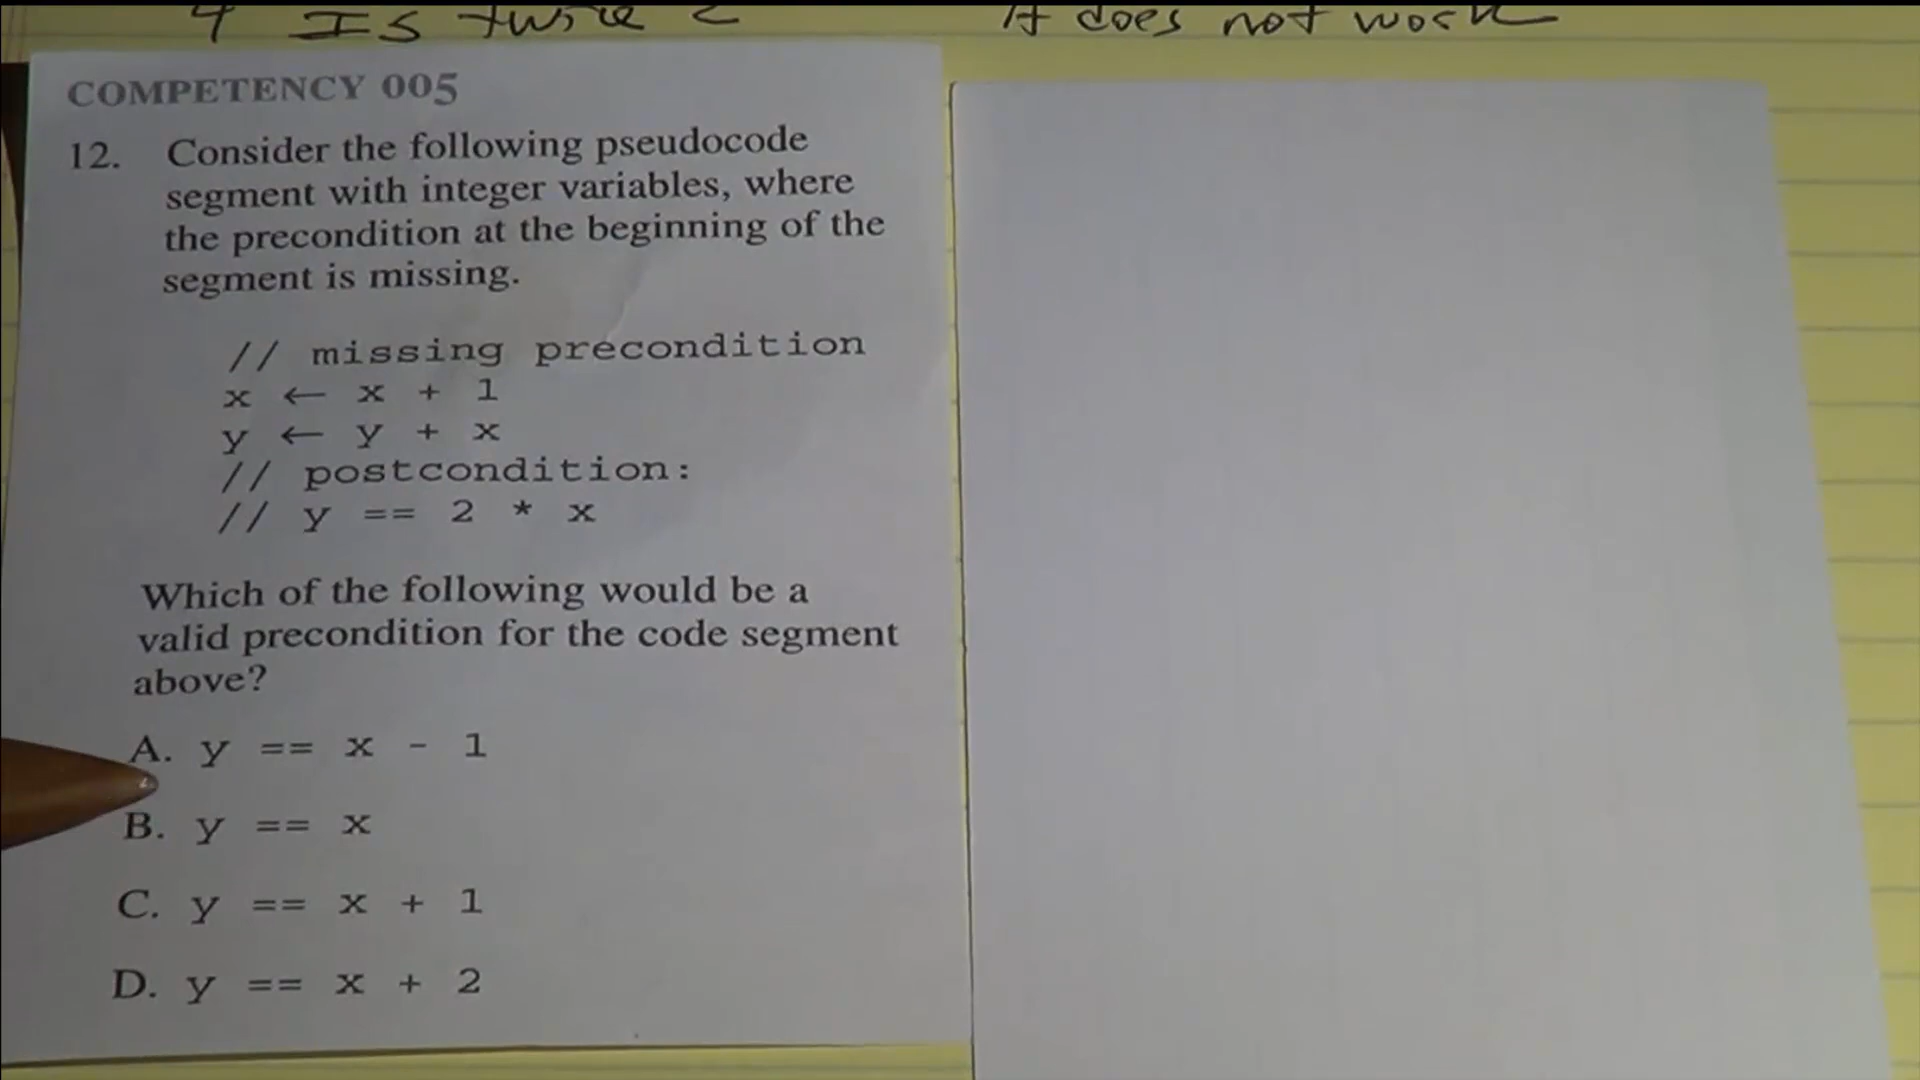 4 Is twice 2 It does not work
COMPETENCY 005
12. Consider the following pseudocode
segment with integer variables, where
the precondition at the beginning of the
segment is missing.
// missing precondition
x ← x + 1
y ← y + x
// postcondition:
// y == 2 * x
Which of the following would be a
valid precondition for the code segment
above?
A. y == x - 1
B. y == x
C. y == x + 1
D. y == x + 2